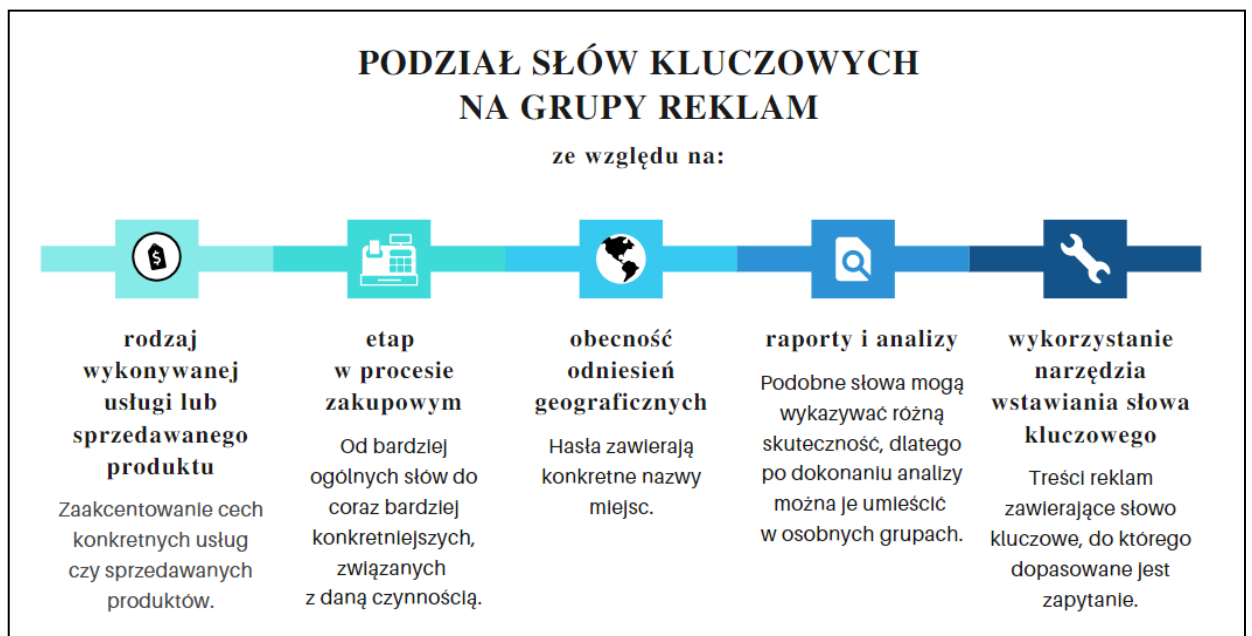 PODZIAŁ SŁÓW KLUCZOWYCH
NA GRUPY REKLAM
ze względu na:
$
rodzaj
wykonywanej
usługi lub
sprzedawanego
produktu
Zaakcentowanie cech
konkretnych usług
czy sprzedawanych
produktów.
etap
w procesie
zakupowym
Od bardziej
ogólnych słów do
coraz bardziej
konkretniejszych,
związanych
z daną czynnością.
obecność
odniesień
geograficznych
Hasła zawierają
konkretne nazwy
miejsc.
raporty i analizy
Podobne słowa mogą
wykazywać różną
skuteczność, dlatego
po dokonaniu analizy
można je umieścić
w osobnych grupach.
wykorzystanie
narzędzia
wstawiania słowa
kluczowego
Treści reklam
zawierające słowo
kluczowe, do którego
dopasowane jest
zapytanie.